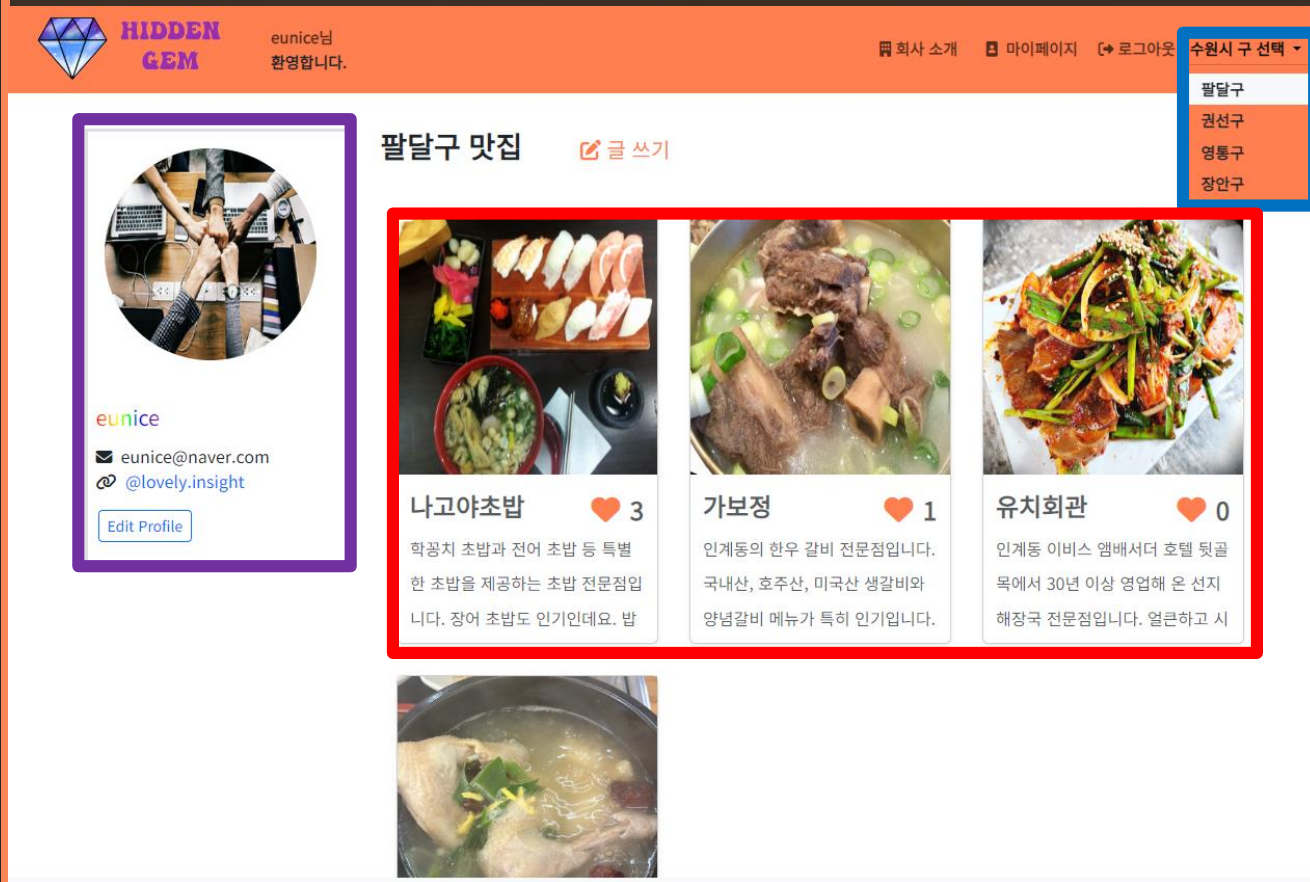 HIDDEN
GEM
eunice님
환영합니다.
회사 소개
마이페이지
로그아웃
수원시 구 선택
팔달구
권선구
영통구
장안구
팔달구 맛집
글 쓰기
eunice
eunice@naver.com
@lovely.insight
Edit Profile
나고야초밥
3
학꽁치 초밥과 전어 초밥 등 특별
한 초밥을 제공하는 초밥 전문점입
니다. 장어 초밥도 인기인데요. 밥
가보정
1
인계동의 한우 갈비 전문점입니다.
국내산, 호주산, 미국산 생갈비와
양념갈비 메뉴가 특히 인기입니다.
유치회관
0
인계동 이비스 앰배서더 호텔 뒷골
목에서 30년 이상 영업해 온 선지
해장국 전문점입니다. 얼큰하고 시